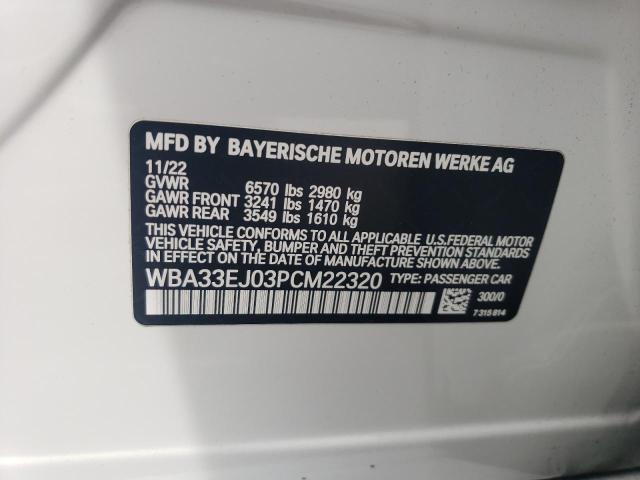 MFD BY BAYERISCHE MOTOREN WERKE AG
11/22
GVWR 6570 lbs 2980 kg
GAWR FRONT 3241 lbs 1470 kg
GAWR REAR 3549 lbs 1610 kg
THIS VEHICLE CONFORMS TO ALL APPLICABLE U.S.FEDERAL MOTOR
VEHICLE SAFETY, BUMPER AND THEFT PREVENTION STANDARDS
IN EFFECT ON THE DATE OF MANUFACTURE SHOWN ABOVE.
WBA33EJ03PCM22320 TYPE: PASSENGER CAR
300/0
7 315 814